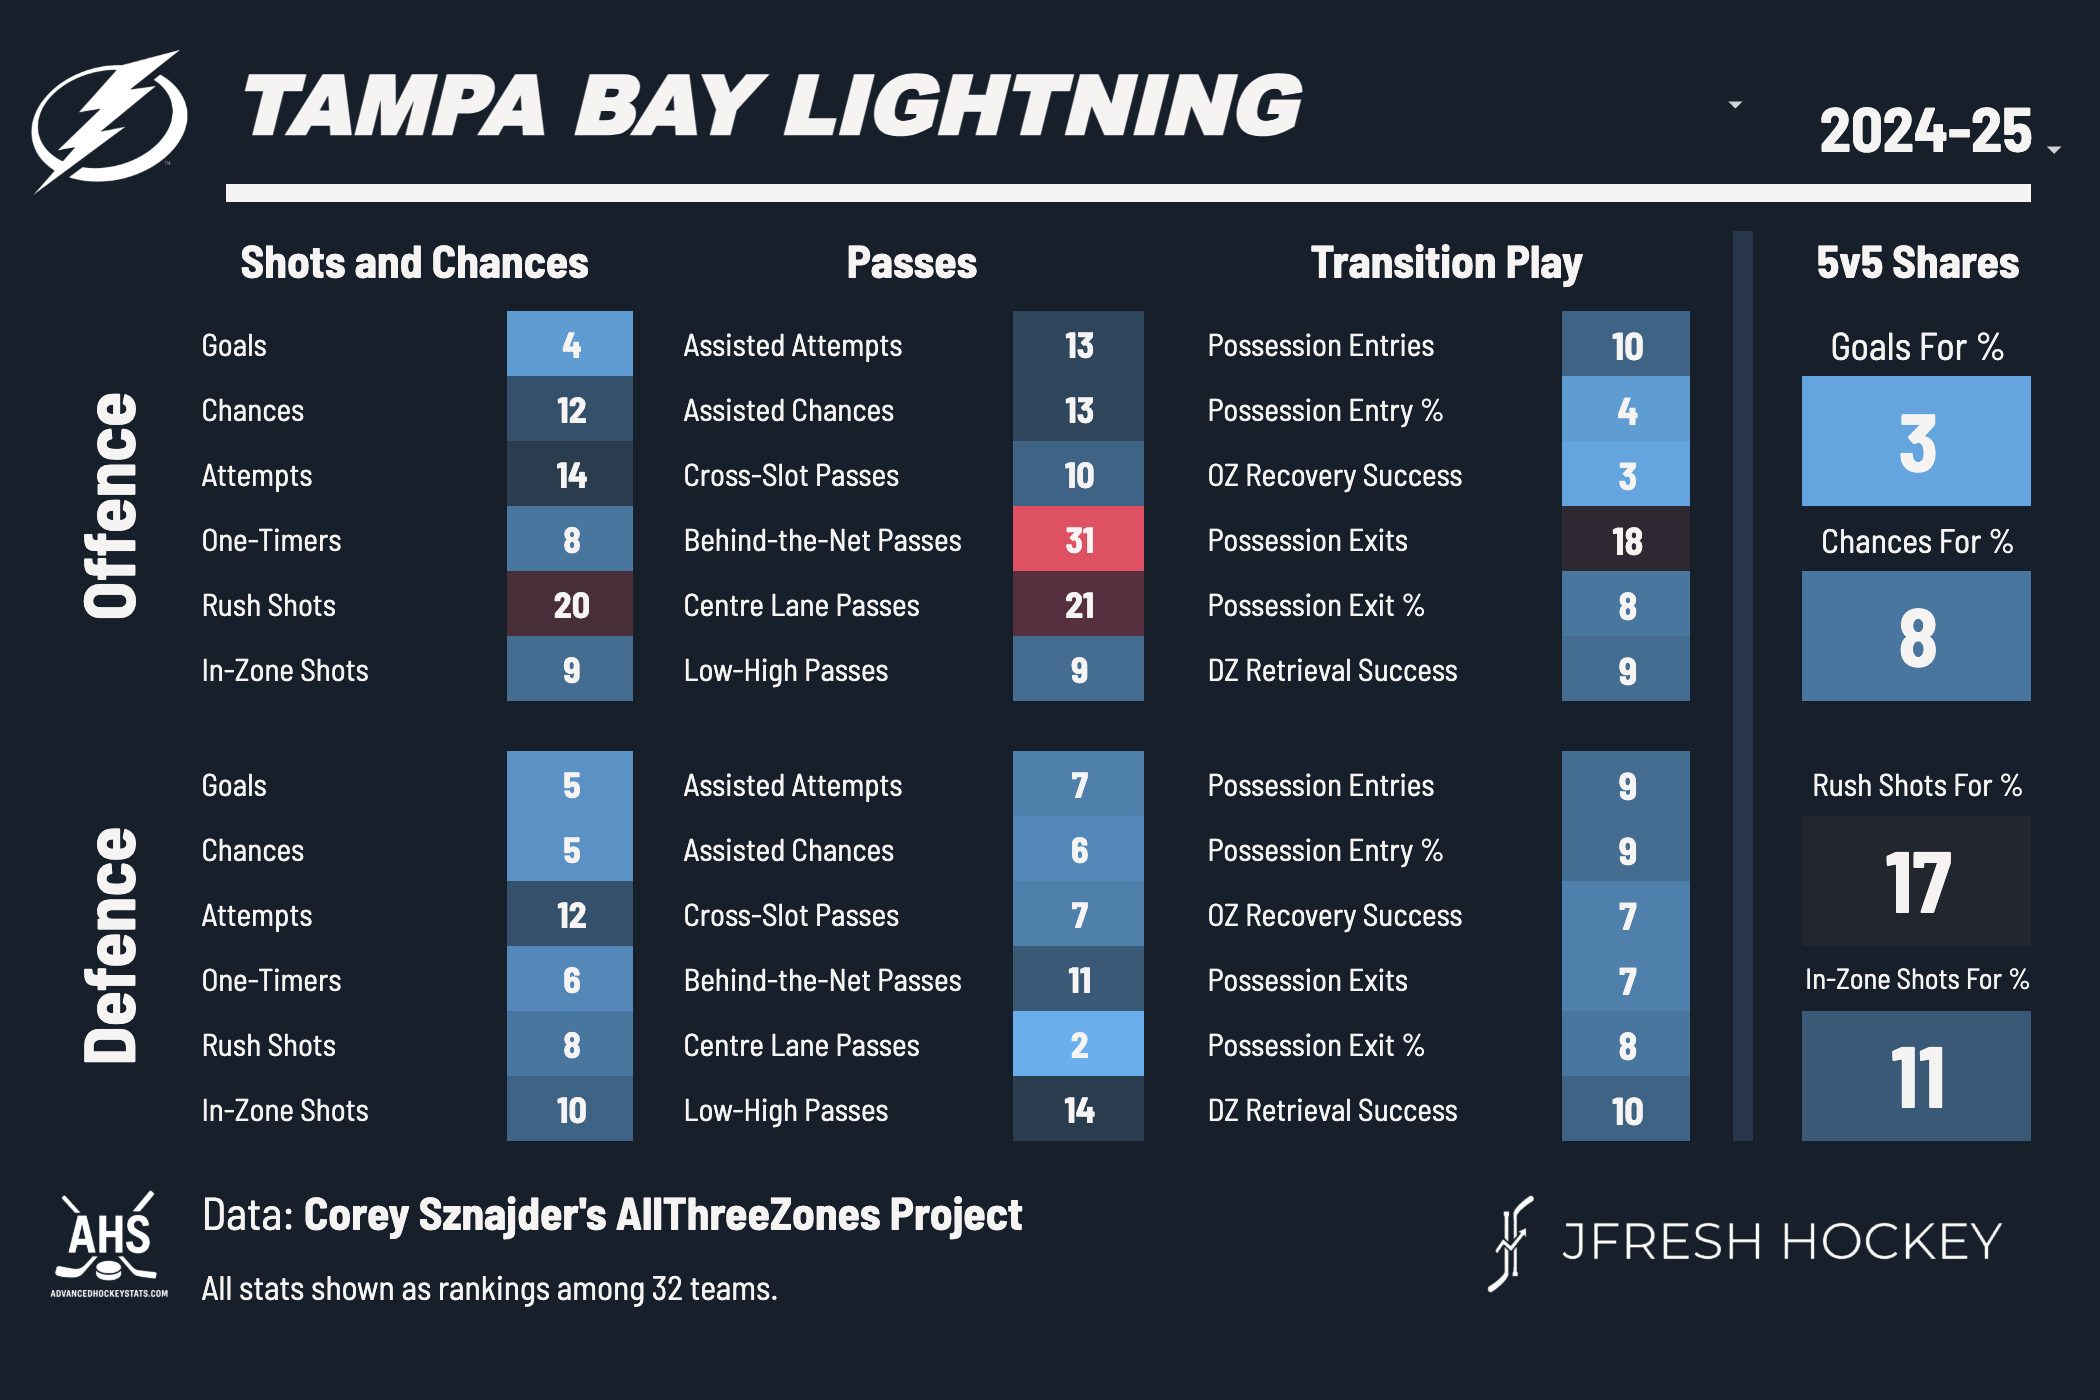 TAMPA BAY LIGHTNING
2024-25
Shots and Chances
Passes
Transition Play
5v5 Shares
Offence
Goals 4
Chances 12
Attempts 14
One-Timers 8
Rush Shots 20
In-Zone Shots 9
Assisted Attempts 13
Assisted Chances 13
Cross-Slot Passes 10
Behind-the-Net Passes 31
Centre Lane Passes 21
Low-High Passes 9
Possession Entries 10
Possession Entry % 4
OZ Recovery Success 3
Possession Exits 18
Possession Exit % 8
DZ Retrieval Success 9
Goals For %
3
Chances For %
8
Defence
Goals 5
Chances 5
Attempts 12
One-Timers 6
Rush Shots 8
In-Zone Shots 10
Assisted Attempts 7
Assisted Chances 6
Cross-Slot Passes 7
Behind-the-Net Passes 11
Centre Lane Passes 2
Low-High Passes 14
Possession Entries 9
Possession Entry % 9
OZ Recovery Success 7
Possession Exits 7
Possession Exit % 8
DZ Retrieval Success 10
Rush Shots For %
17
In-Zone Shots For %
11
AHS
ADVANCEDHOCKEYSTATS.COM
Data: Corey Sznajder's AllThreeZones Project
All stats shown as rankings among 32 teams.
JFRESH HOCKEY